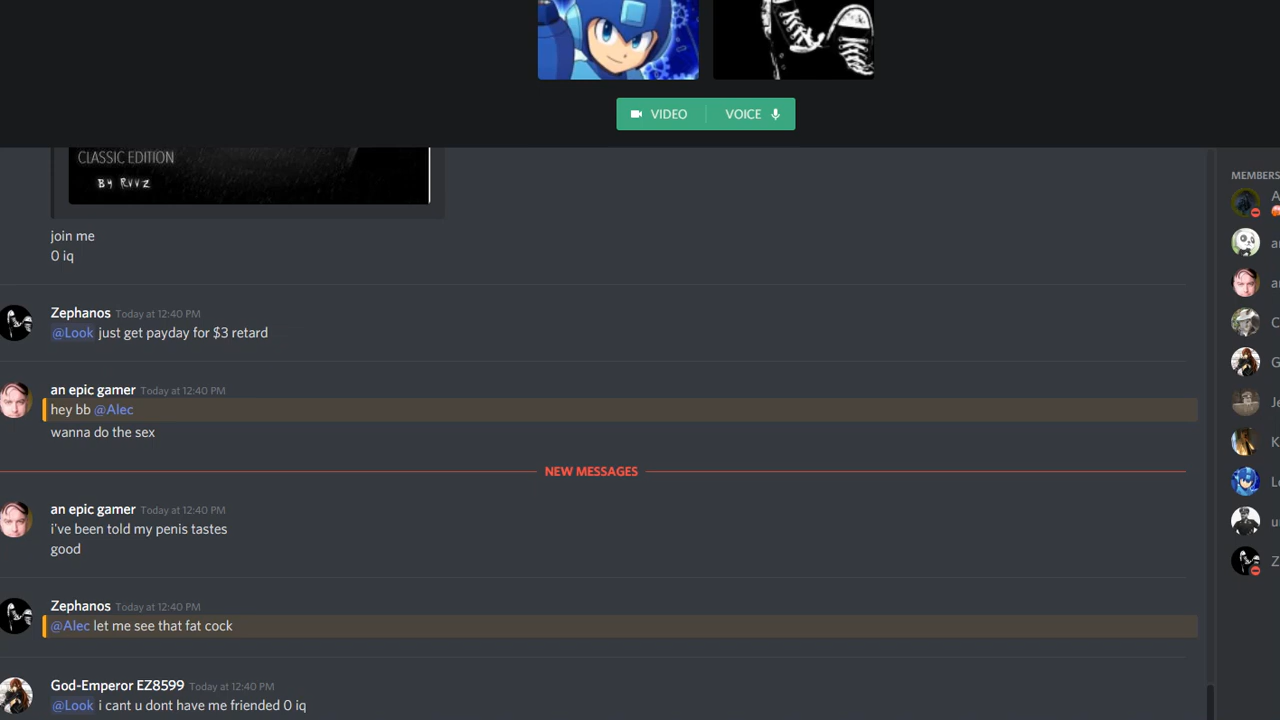 VIDEO VOICE
CLASSIC EDITION
BY RVVZ
join me
0 iq
MEMBERS
Zephanos Today at 12:40 PM
@Look just get payday for $3 retard
an epic gamer Today at 12:40 PM
hey bb @Alec
wanna do the sex
NEW MESSAGES
an epic gamer Today at 12:40 PM
i've been told my penis tastes
good
Zephanos Today at 12:40 PM
@Alec let me see that fat cock
God-Emperor EZ8599 Today at 12:40 PM
@Look i cant u dont have me friended 0 iq